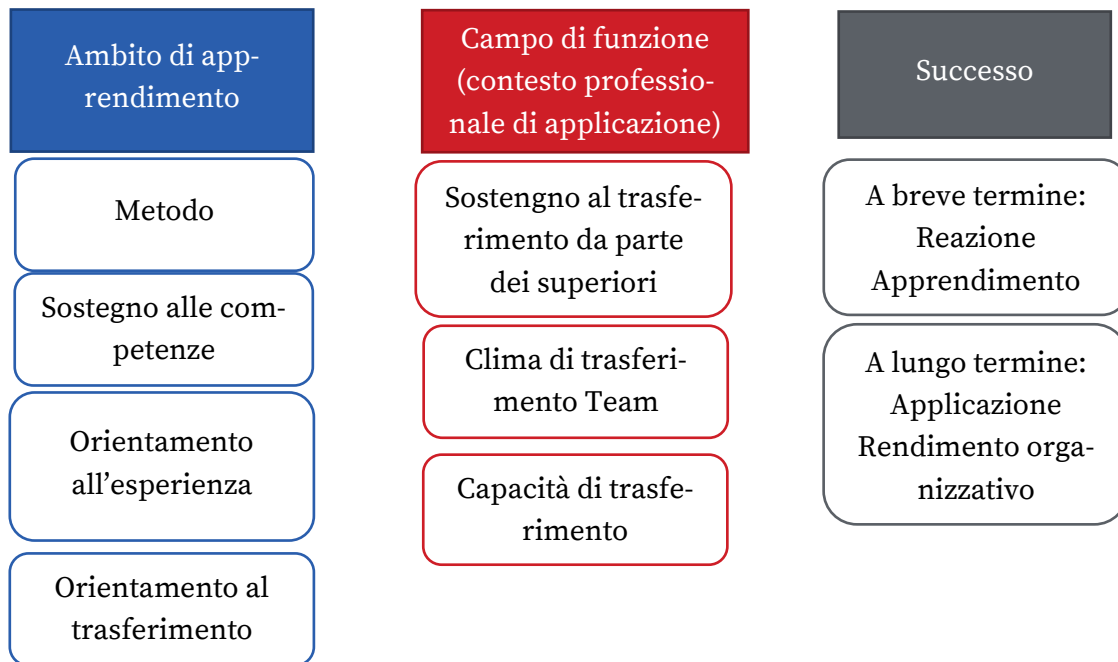 Ambito di app-
rendimento
Metodo
Sostegno alle com-
petenze
Orientamento
all’esperienza
Orientamento al
trasferimento
Campo di funzione
(contesto professio-
nale di applicazione)
Sostengno al trasfe-
rimento da parte
dei superiori
Clima di trasferi-
mento Team
Capacità di trasfe-
rimento
Successo
A breve termine:
Reazione
Apprendimento
A lungo termine:
Applicazione
Rendimento orga-
nizzativo